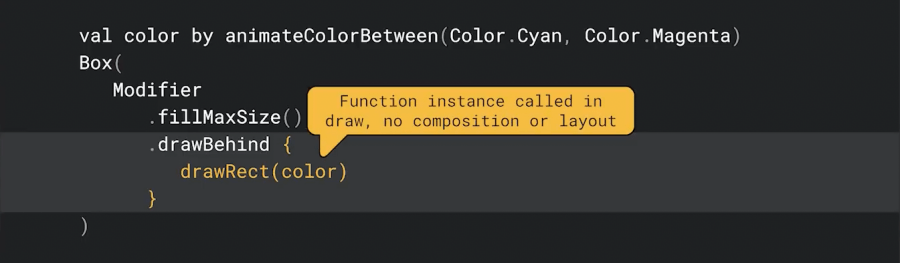 val color by animateColorBetween(Color.Cyan, Color.Magenta)
Box(
Modifier
.fillMaxSize()
Function instance called in
draw, no composition or layout
.drawBehind {
drawRect(color)
}
)